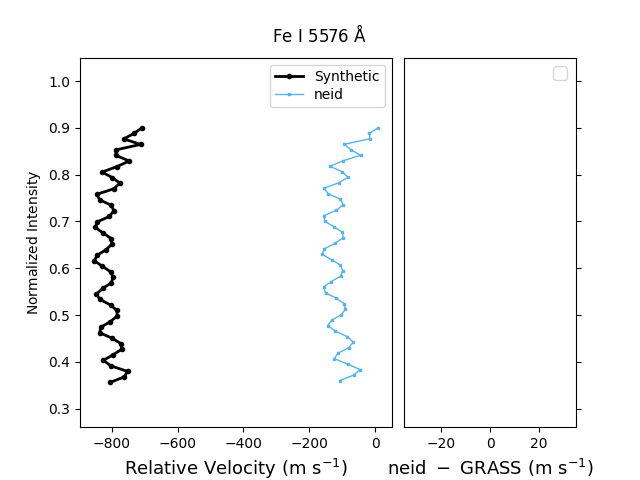 Fe I 5576 Å
Synthetic
neid
Normalized Intensity
1.0
0.9
0.8
0.7
0.6
0.5
0.4
0.3
−800 −600 −400 −200 0
−20 0 20
Relative Velocity (m s⁻¹)
neid − GRASS (m s⁻¹)